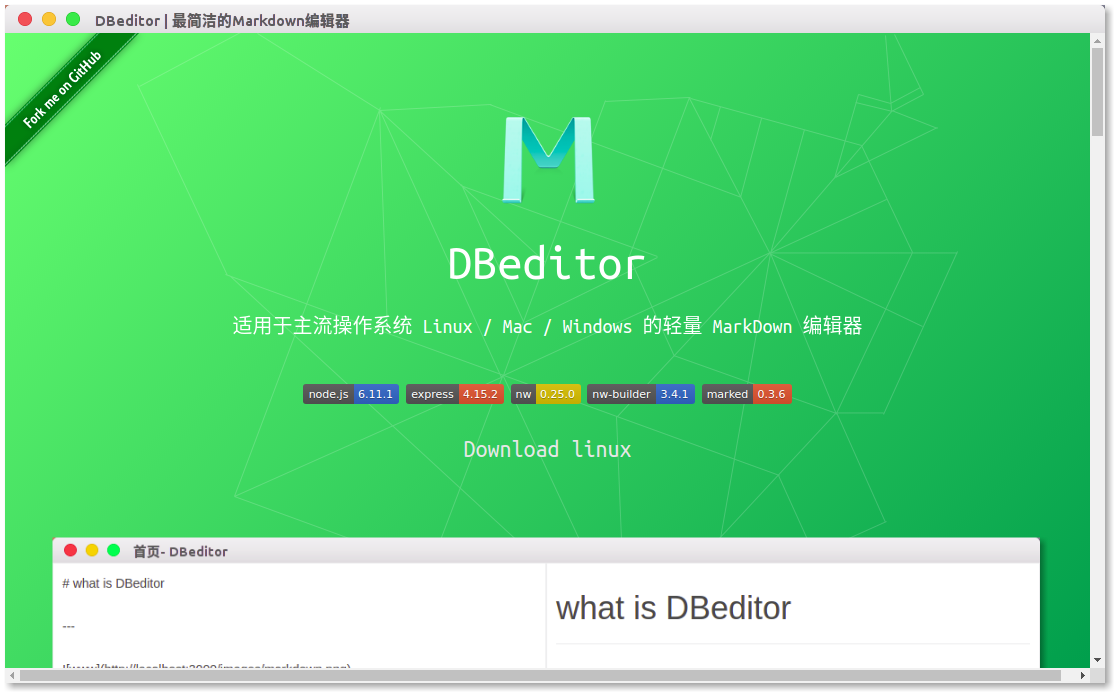 DBeditor | 最简洁的Markdown编辑器
Fork me on GitHub
DBeditor
适用于主流操作系统 Linux / Mac / Windows 的轻量 MarkDown 编辑器
node.js 6.11.1 express 4.15.2 nw 0.25.0 nw-builder 3.4.1 marked 0.3.6
Download linux
首页- DBeditor
# what is DBeditor
what is DBeditor
---